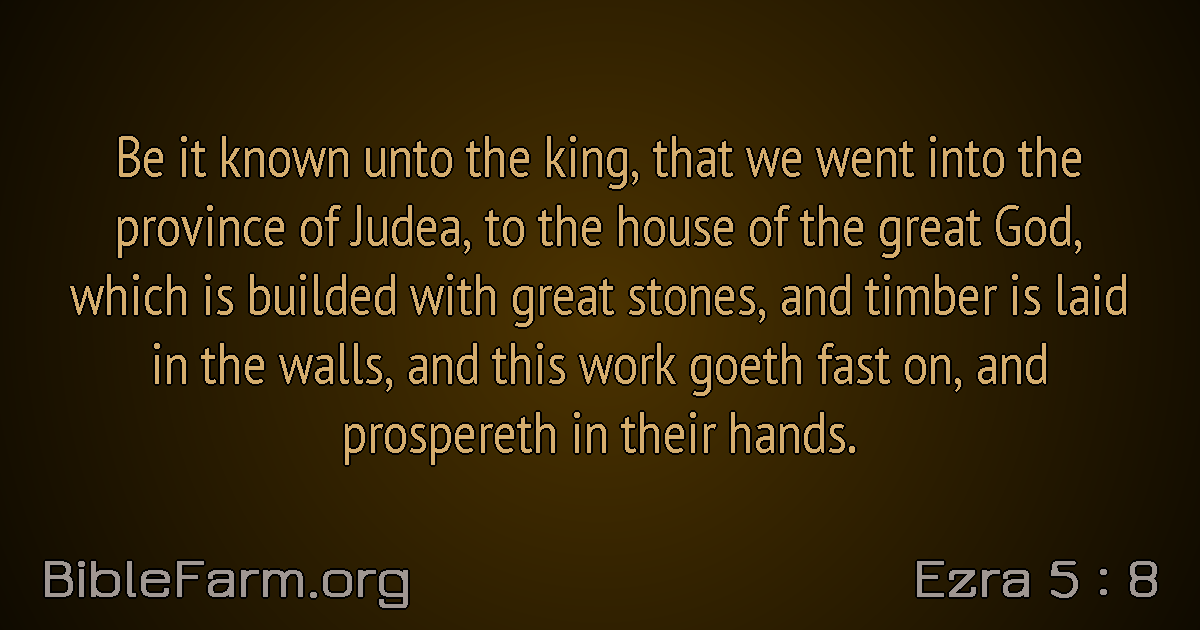 Be it known unto the king, that we went into the
province of Judea, to the house of the great God,
which is builded with great stones, and timber is laid
in the walls, and this work goeth fast on, and
prospereth in their hands.
BibleFarm.org
Ezra 5 : 8